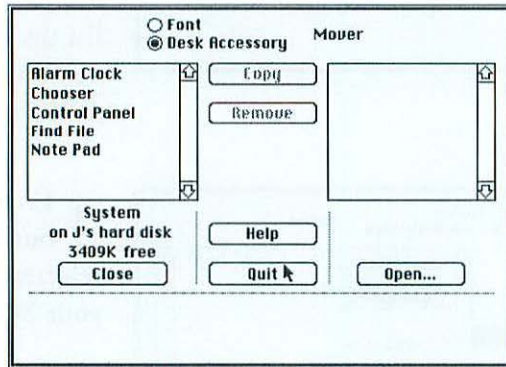 Font
Desk Accessory
Mover
Alarm Clock
Chooser
Control Panel
Find File
Note Pad
Copy
Remove
System
on J's hard disk
3409K free
Close
Help
Quit
Open...